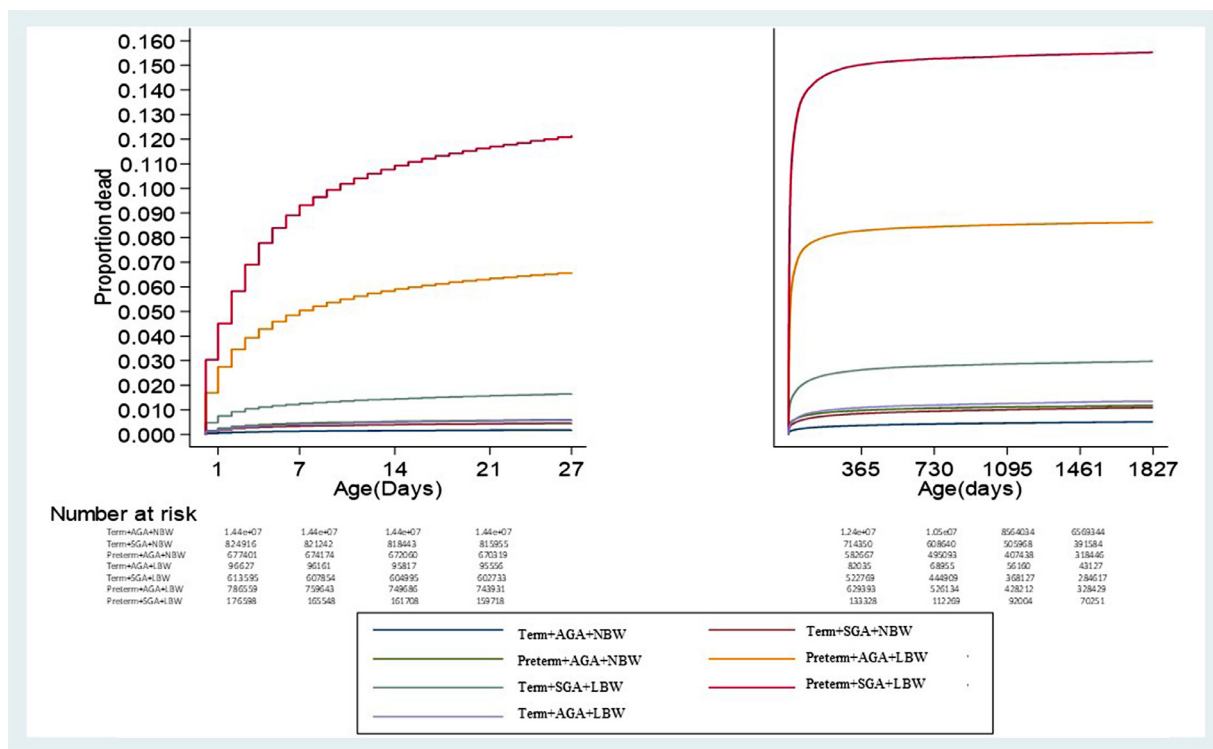 0.160
0.150
0.140
0.130
0.120
0.110
0.100
0.090
0.080
0.070
0.060
0.050
0.040
0.030
0.020
0.010
0.000
Proportion dead
1 7 14 21 27
Age(Days)
365 730 1095 1461 1827
Age(days)
Number at risk
Term+AGA+NBW 1.44e+07 1.44e+07 1.44e+07 1.44e+07 1.24e+07 1.05e+07 8564034 6569344
Term+SGA+NBW 824916 821242 818443 815955 714350 608640 505968 391584
Preterm+AGA+NBW 677401 674174 672060 670319 582667 495093 407438 318446
Term+AGA+LBW 96627 96161 95817 95556 82035 68955 56160 43127
Term+SGA+LBW 613595 607854 604995 602733 522769 444909 368127 284617
Preterm+AGA+LBW 786559 759643 749686 743931 629393 526134 428212 328429
Preterm+SGA+LBW 176598 165548 161708 159718 133328 112269 92004 70251
Term+AGA+NBW Term+SGA+NBW
Preterm+AGA+NBW Preterm+AGA+LBW
Term+SGA+LBW Preterm+SGA+LBW
Term+AGA+LBW